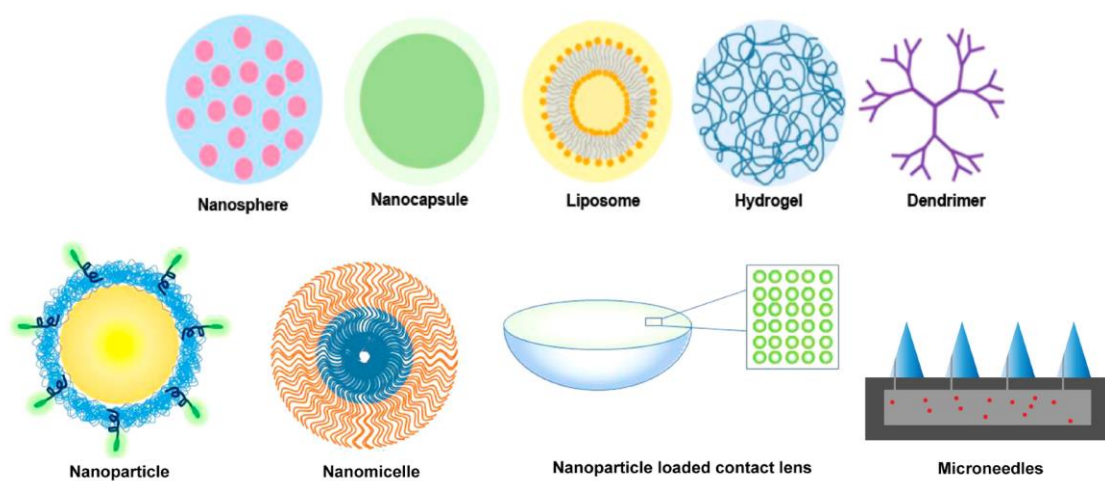 Nanosphere
Nanocapsule
Liposome
Hydrogel
Dendrimer
Nanoparticle
Nanomicelle
Nanoparticle loaded contact lens
Microneedles